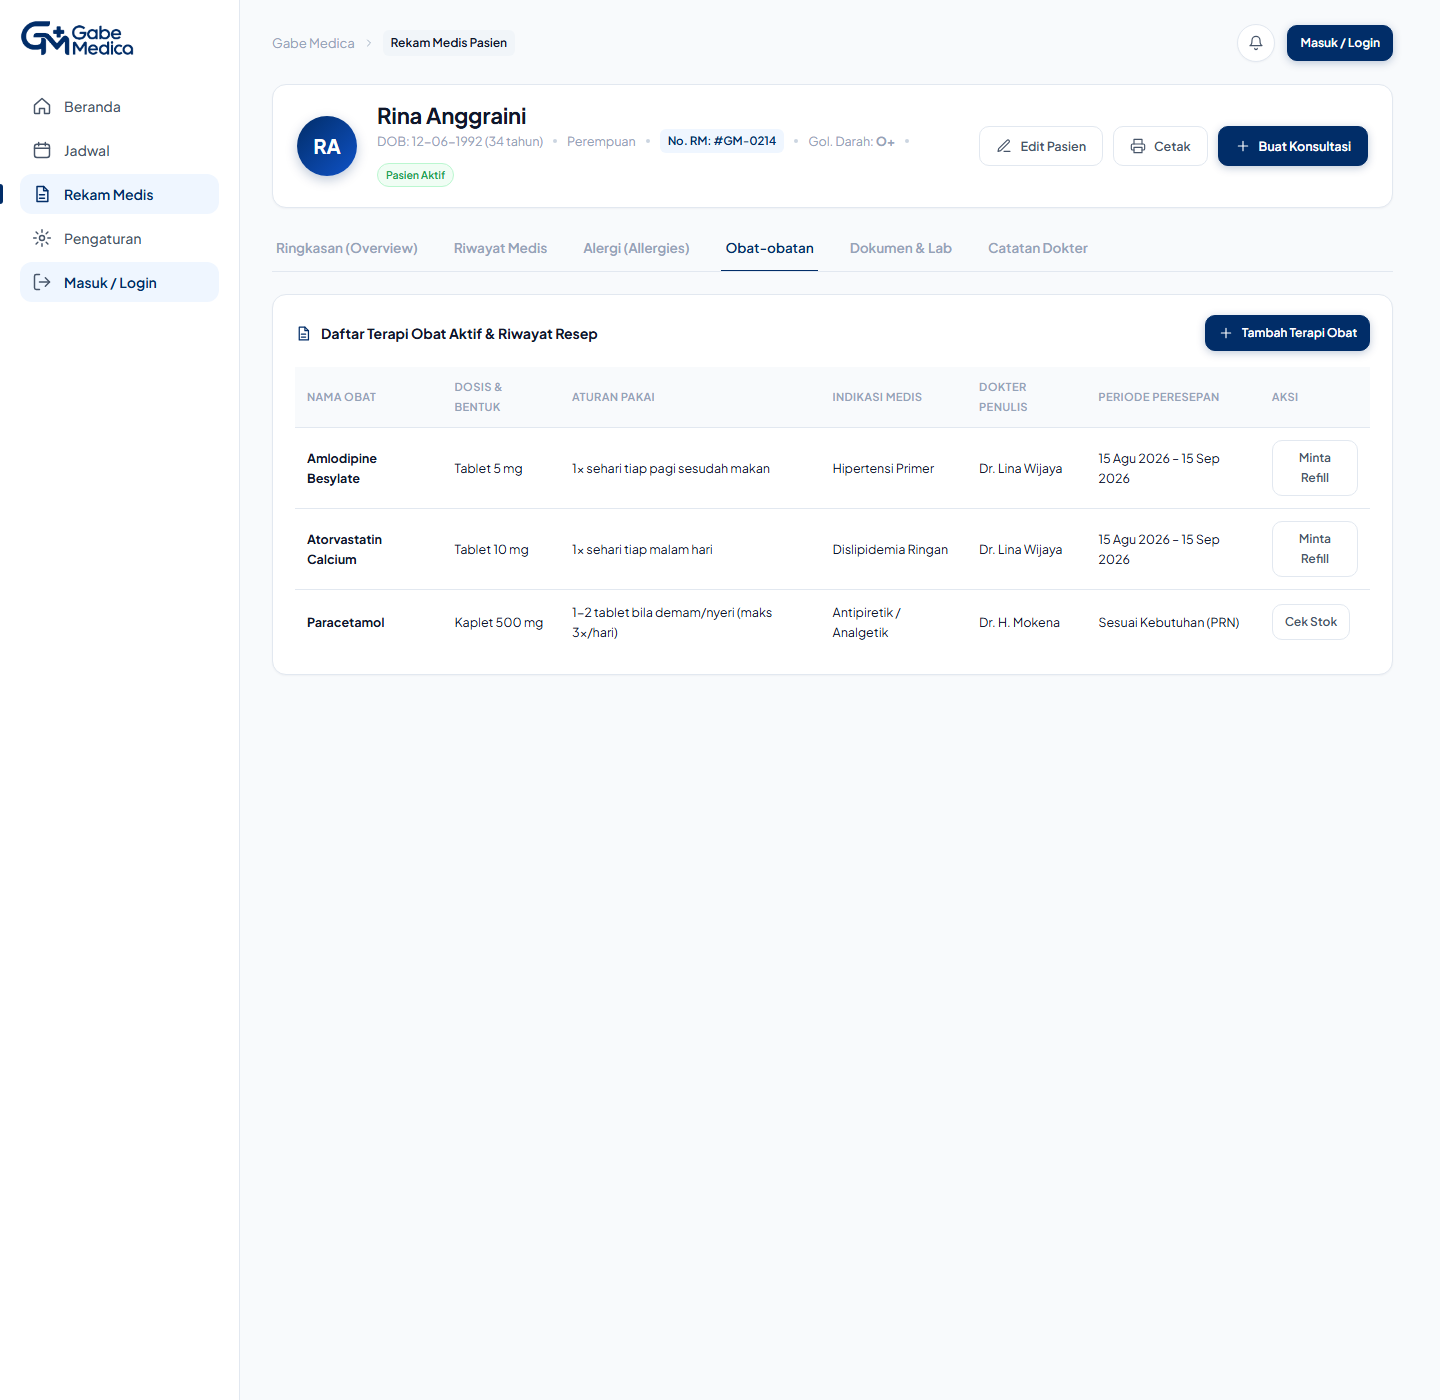 Gabe
Medica
Beranda
Jadwal
Rekam Medis
Pengaturan
Masuk / Login
Gabe Medica
Rekam Medis Pasien
Masuk / Login
RA
Rina Anggraini
DOB: 12-06-1992 (34 tahun) • Perempuan • No. RM: #GM-0214 • Gol. Darah: O+ •
Pasien Aktif
Edit Pasien
Cetak
Buat Konsultasi
Ringkasan (Overview)
Riwayat Medis
Alergi (Allergies)
Obat-obatan
Dokumen & Lab
Catatan Dokter
Daftar Terapi Obat Aktif & Riwayat Resep
Tambah Terapi Obat
NAMA OBAT
DOSIS &
BENTUK
ATURAN PAKAI
INDIKASI MEDIS
DOKTER
PENULIS
PERIODE PERESEPAN
AKSI
Amlodipine
Besylate
Tablet 5 mg
1x sehari tiap pagi sesudah makan
Hipertensi Primer
Dr. Lina Wijaya
15 Agu 2026 – 15 Sep
2026
Minta
Refill
Atorvastatin
Calcium
Tablet 10 mg
1x sehari tiap malam hari
Dislipidemia Ringan
Dr. Lina Wijaya
15 Agu 2026 – 15 Sep
2026
Minta
Refill
Paracetamol
Kaplet 500 mg
1-2 tablet bila demam/nyeri (maks
3x/hari)
Antipiretik /
Analgetik
Dr. H. Mokena
Sesuai Kebutuhan (PRN)
Cek Stok